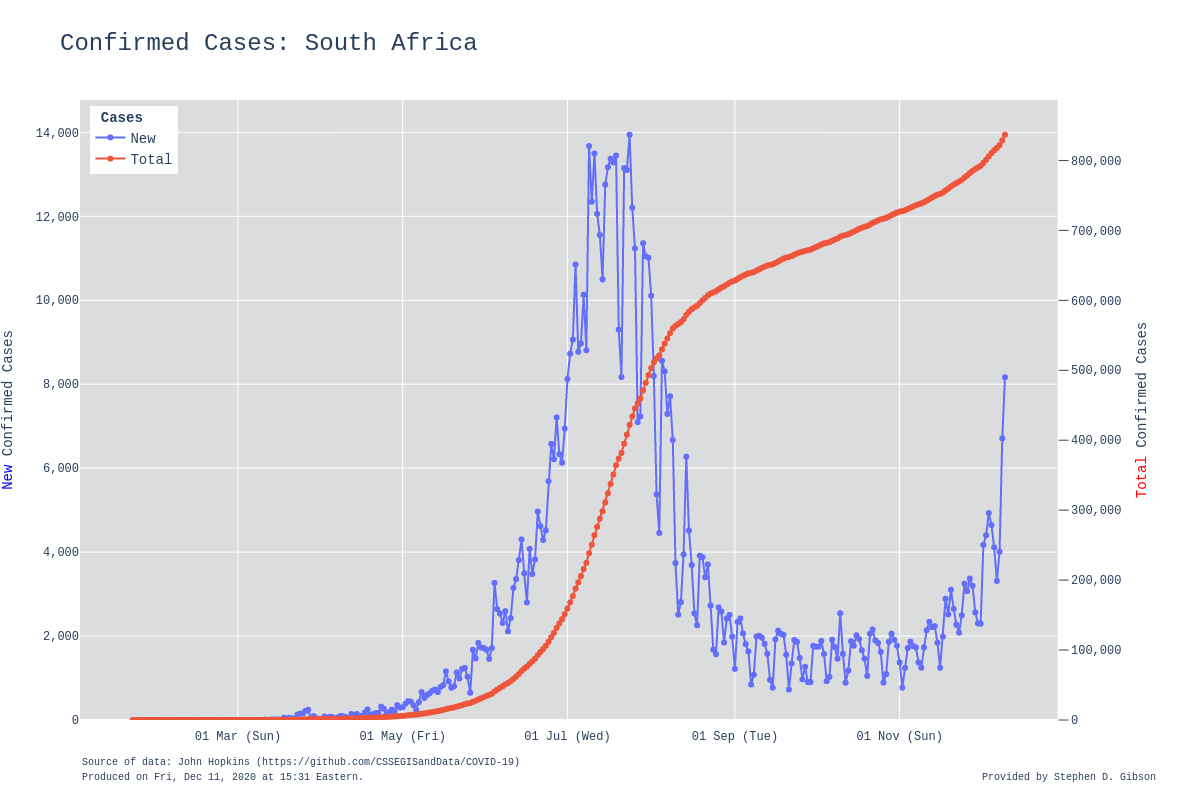 Confirmed Cases: South Africa
Cases
New
Total
14,000
12,000
10,000
8,000
6,000
4,000
2,000
0
New Confirmed Cases
800,000
700,000
600,000
500,000
400,000
300,000
200,000
100,000
0
Total Confirmed Cases
01 Mar (Sun)
01 May (Fri)
01 Jul (Wed)
01 Sep (Tue)
01 Nov (Sun)
Source of data: John Hopkins (https://github.com/CSSEGISandData/COVID-19)
Produced on Fri, Dec 11, 2020 at 15:31 Eastern.
Provided by Stephen D. Gibson